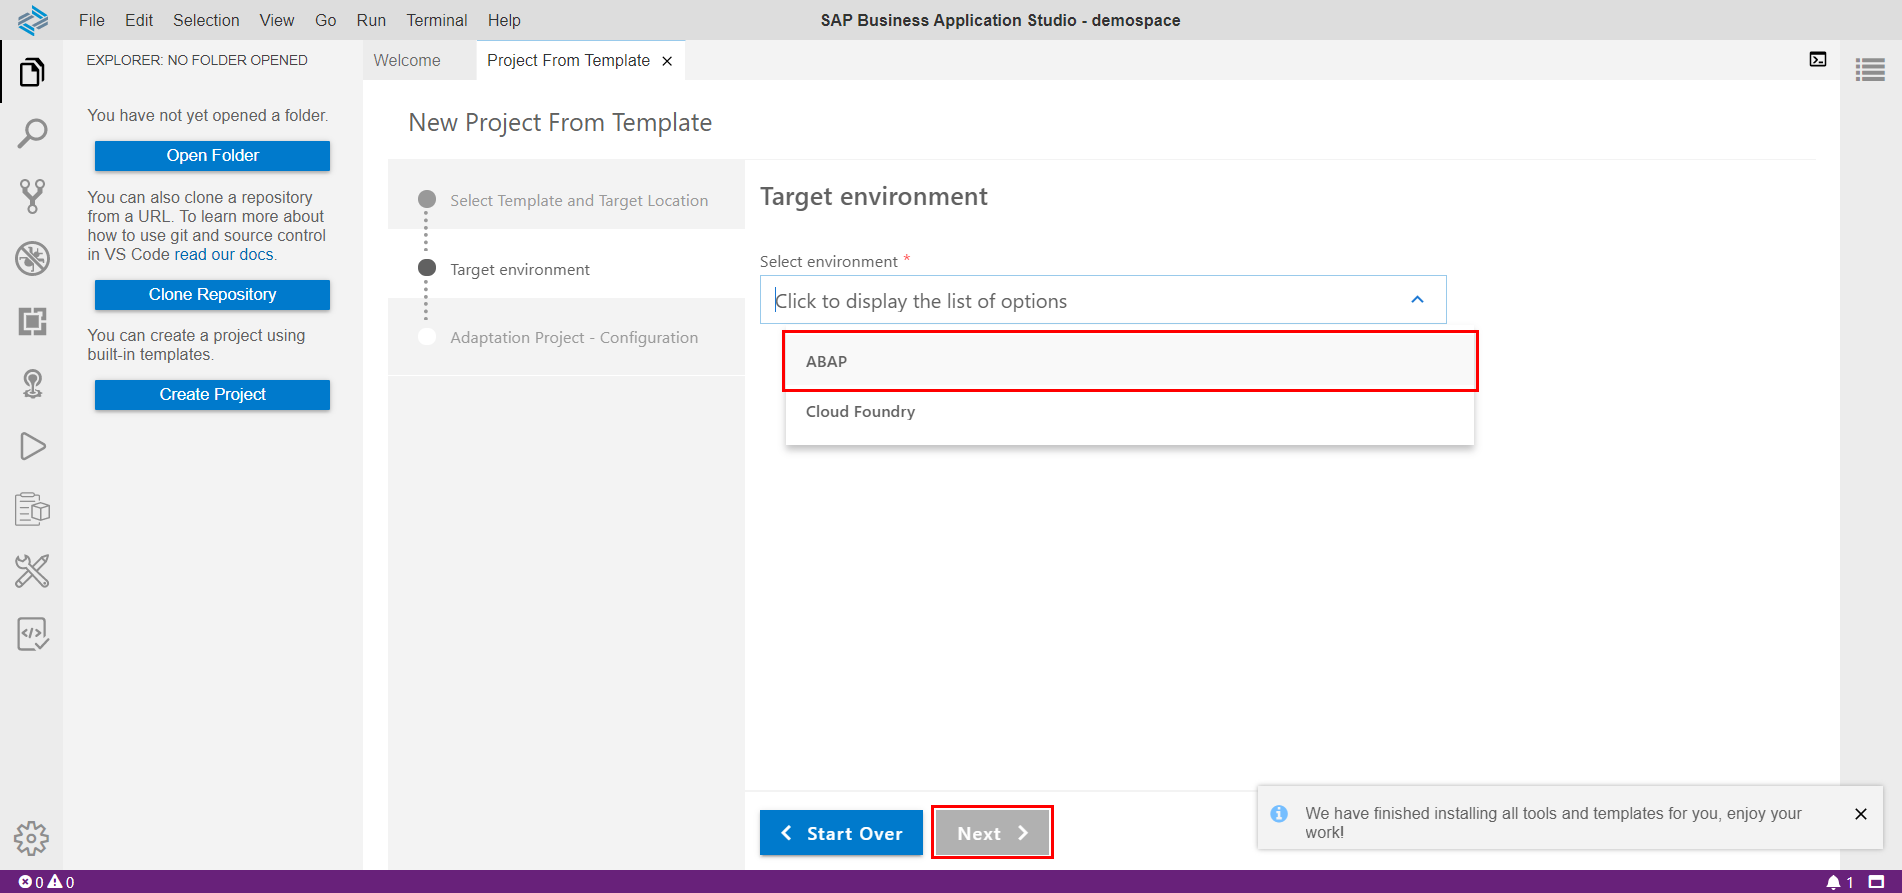 File Edit Selection View Go Run Terminal Help
SAP Business Application Studio - demospace
EXPLORER: NO FOLDER OPENED
You have not yet opened a folder.
Open Folder
You can also clone a repository
from a URL. To learn more about
how to use git and source control
in VS Code read our docs.
Clone Repository
You can create a project using
built-in templates.
Create Project
Welcome
Project From Template
New Project From Template
Select Template and Target Location
Target environment
Adaptation Project - Configuration
Target environment
Select environment *
Click to display the list of options
ABAP
Cloud Foundry
Start Over
Next
We have finished installing all tools and templates for you, enjoy your
work!
0 0
1